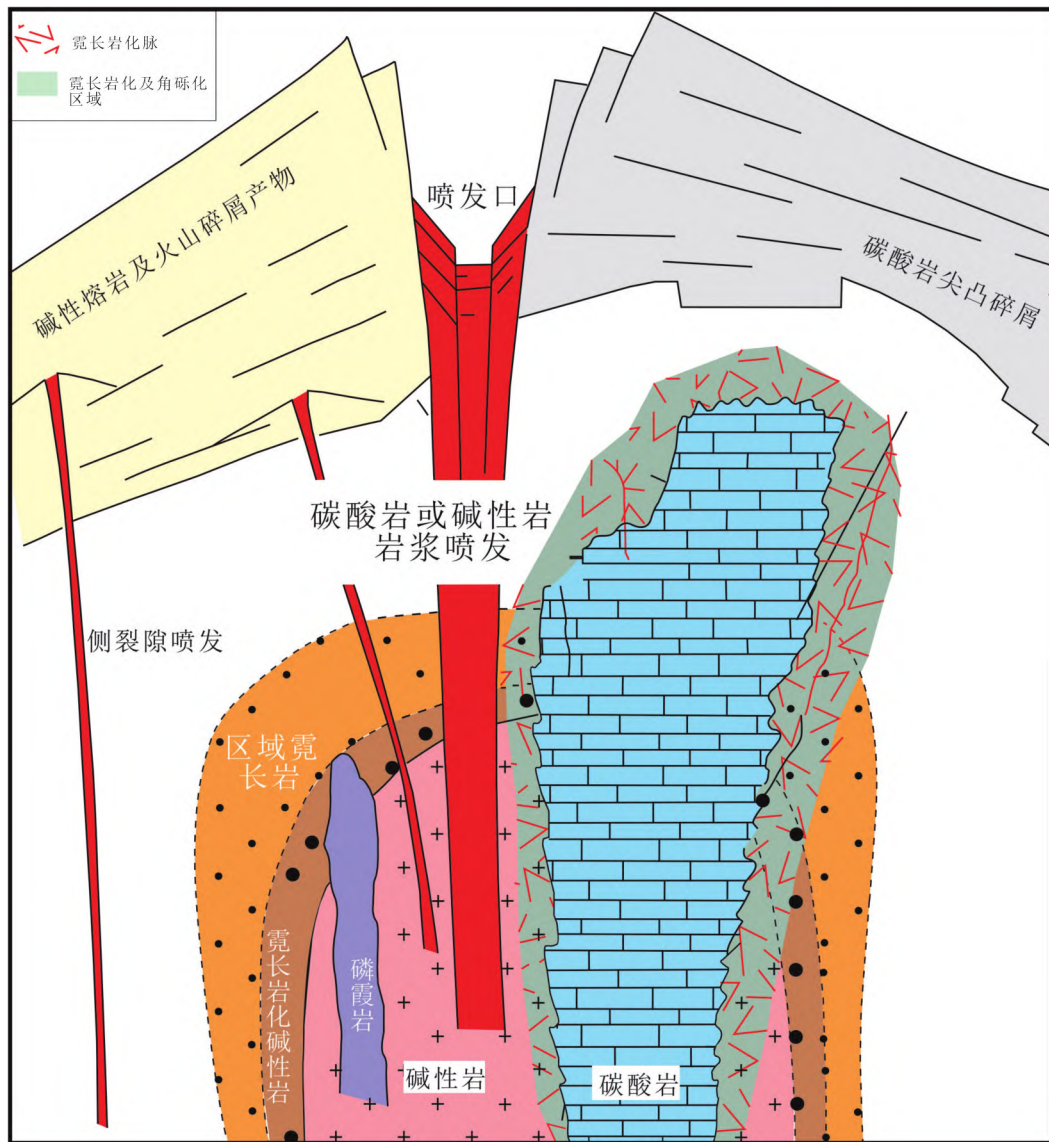 霓长岩化脉
霓长岩化及角砾化
区域
喷发口
碱性熔岩及火山碎屑产物
碳酸岩尖凸碎屑
碳酸岩或碱性岩
岩浆喷发
侧裂隙喷发
区域霓
长岩
霓长岩化碱性岩
磷霞岩
碱性岩
碳酸岩